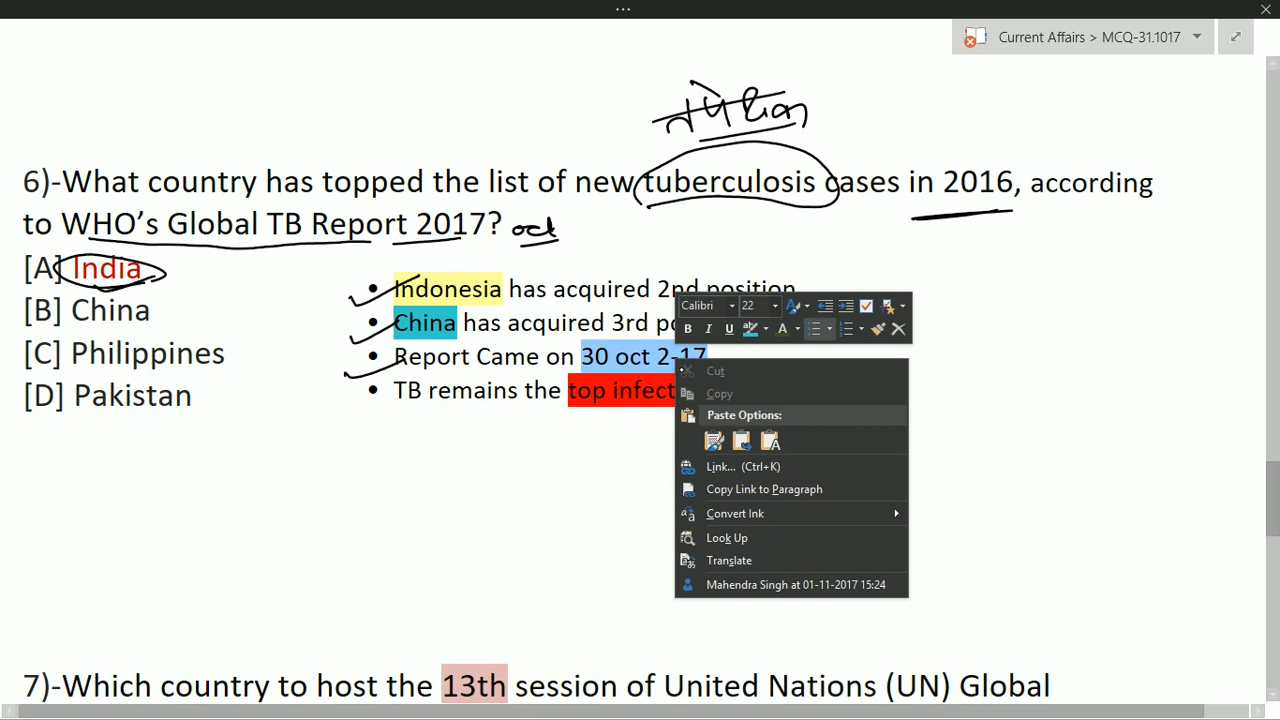 Current Affairs > MCQ-31.1017
6)-What country has topped the list of new tuberculosis cases in 2016, according
to WHO’s Global TB Report 2017? oct
[A] India
[B] China
[C] Philippines
[D] Pakistan
• Indonesia has acquired 2nd position
• China has acquired 3rd
• Report Came on 30 oct 2-17
• TB remains the top infect
Calibri 22
B I U A
Cut
Copy
Paste Options:
Link... (Ctrl+K)
Copy Link to Paragraph
Convert Ink
Look Up
Translate
Mahendra Singh at 01-11-2017 15:24
7)-Which country to host the 13th session of United Nations (UN) Global